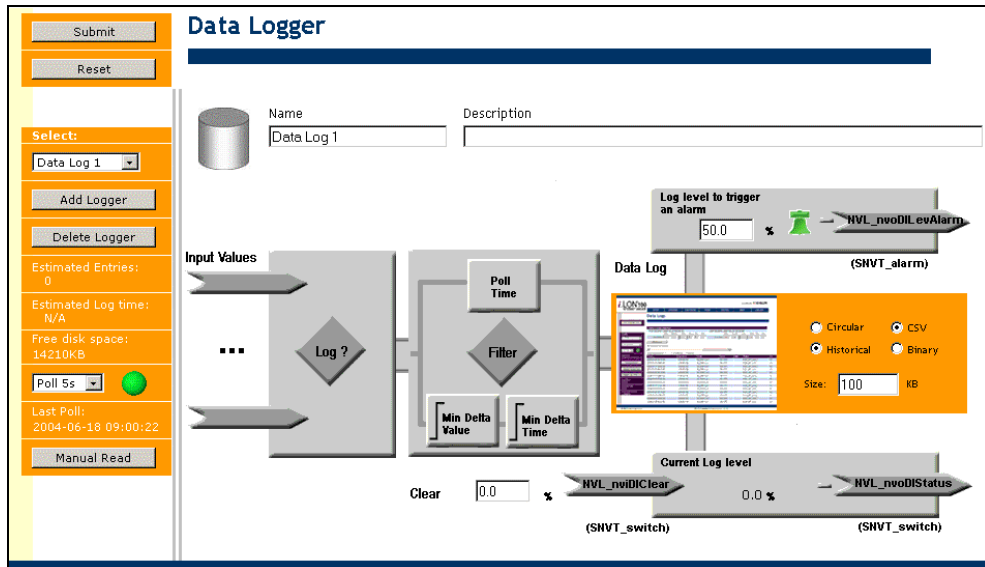 Submit
Reset
Data Logger
Name
Description
Data Log 1
Select:
Data Log 1
Add Logger
Delete Logger
Estimated Entries:
0
Estimated Log time:
N/A
Free disk space:
14210KB
Poll 5s
Last Poll:
2004-06-18 09:00:22
Manual Read
Input Values
...
Log ?
Poll
Time
Filter
Min Delta
Value
Min Delta
Time
Log level to trigger
an alarm
50.0
%
NVL_nvoDlLevAlarm
(SNVT_alarm)
Data Log
i.LON 100
Circular
CSV
Historical
Binary
Size:
100
KB
Current Log level
Clear
0.0
%
NVL_nviDlClear
0.0 %
NVL_nvoDlStatus
(SNVT_switch)
(SNVT_switch)